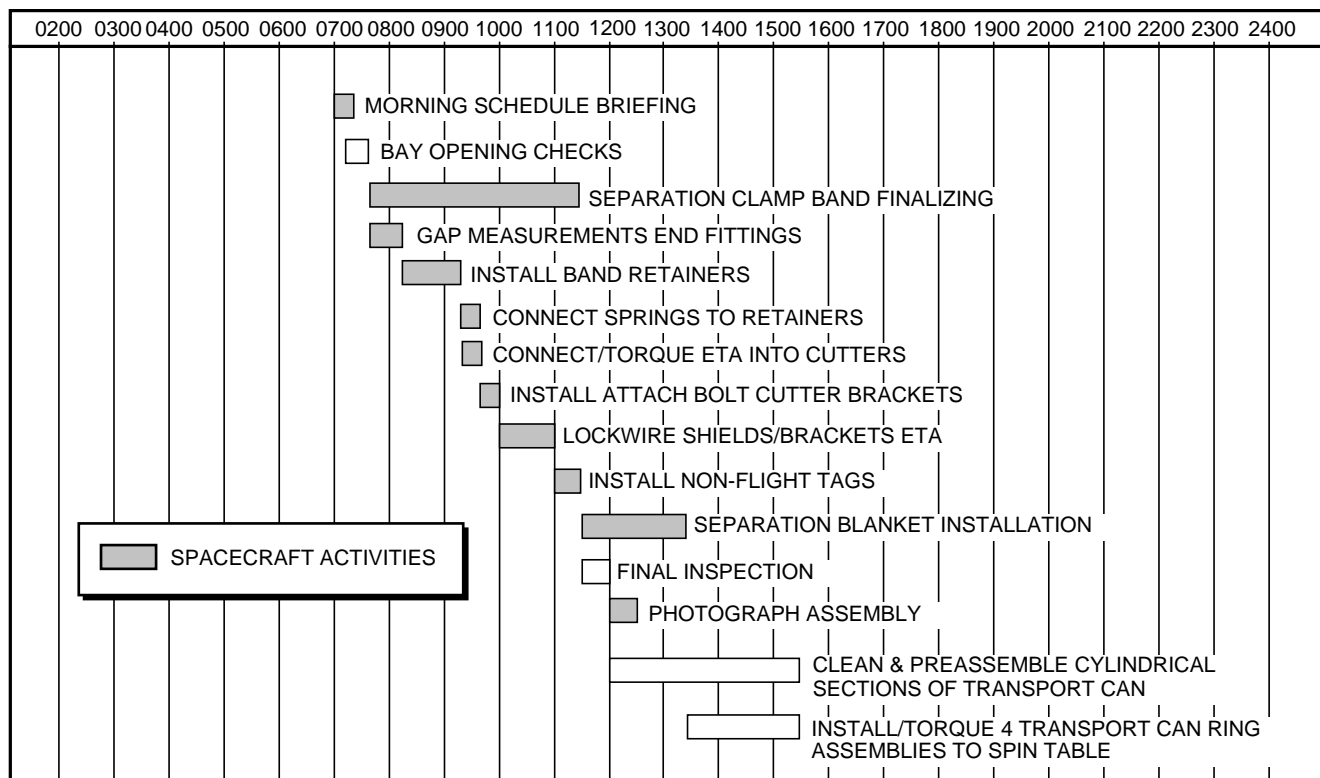 0200 0300 0400 0500 0600 0700 0800 0900 1000 1100 1200 1300 1400 1500 1600 1700 1800 1900 2000 2100 2200 2300 2400
MORNING SCHEDULE BRIEFING
BAY OPENING CHECKS
SEPARATION CLAMP BAND FINALIZING
GAP MEASUREMENTS END FITTINGS
INSTALL BAND RETAINERS
CONNECT SPRINGS TO RETAINERS
CONNECT/TORQUE ETA INTO CUTTERS
INSTALL ATTACH BOLT CUTTER BRACKETS
LOCKWIRE SHIELDS/BRACKETS ETA
INSTALL NON-FLIGHT TAGS
SEPARATION BLANKET INSTALLATION
SPACECRAFT ACTIVITIES
FINAL INSPECTION
PHOTOGRAPH ASSEMBLY
CLEAN & PREASSEMBLE CYLINDRICAL
SECTIONS OF TRANSPORT CAN
INSTALL/TORQUE 4 TRANSPORT CAN RING
ASSEMBLIES TO SPIN TABLE